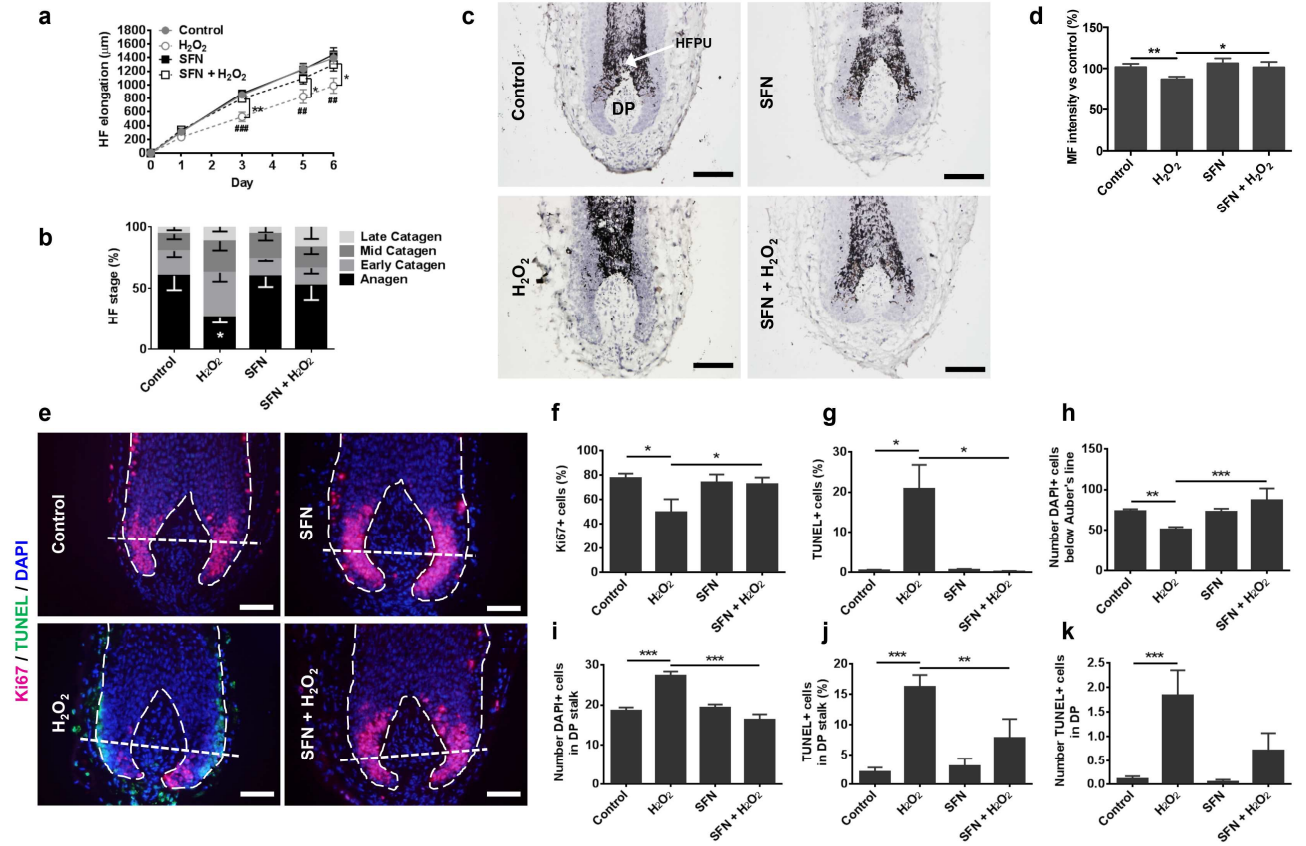 a
HF elongation (µm)
1800
1600
1400
1200
1000
800
600
400
200
0
Control
H₂O₂
SFN
SFN + H₂O₂
*
*
**
###
##
##
0
1
2
3
4
5
6
Day
b
HF stage (%)
100
50
0
*
Late Catagen
Mid Catagen
Early Catagen
Anagen
Control
H₂O₂
SFN
SFN + H₂O₂
c
Control
HFPU
DP
SFN
H₂O₂
SFN + H₂O₂
d
MF intensity vs control (%)
150
100
50
0
**
*
Control
H₂O₂
SFN
SFN + H₂O₂
e
Ki67 / TUNEL / DAPI
Control
SFN
H₂O₂
SFN + H₂O₂
f
Ki67+ cells (%)
100
80
60
40
20
0
*
*
Control
H₂O₂
SFN
SFN + H₂O₂
g
TUNEL+ cells (%)
30
20
10
0
*
*
Control
H₂O₂
SFN
SFN + H₂O₂
h
Number DAPI+ cells
below Auber's line
150
100
50
0
**
***
Control
H₂O₂
SFN
SFN + H₂O₂
i
Number DAPI+ cells
in DP stalk
30
20
10
0
***
***
Control
H₂O₂
SFN
SFN + H₂O₂
j
TUNEL+ cells
in DP stalk (%)
20
15
10
5
0
***
**
Control
H₂O₂
SFN
SFN + H₂O₂
k
Number TUNEL+ cells
in DP
2.5
2.0
1.5
1.0
0.5
0.0
***
Control
H₂O₂
SFN
SFN + H₂O₂